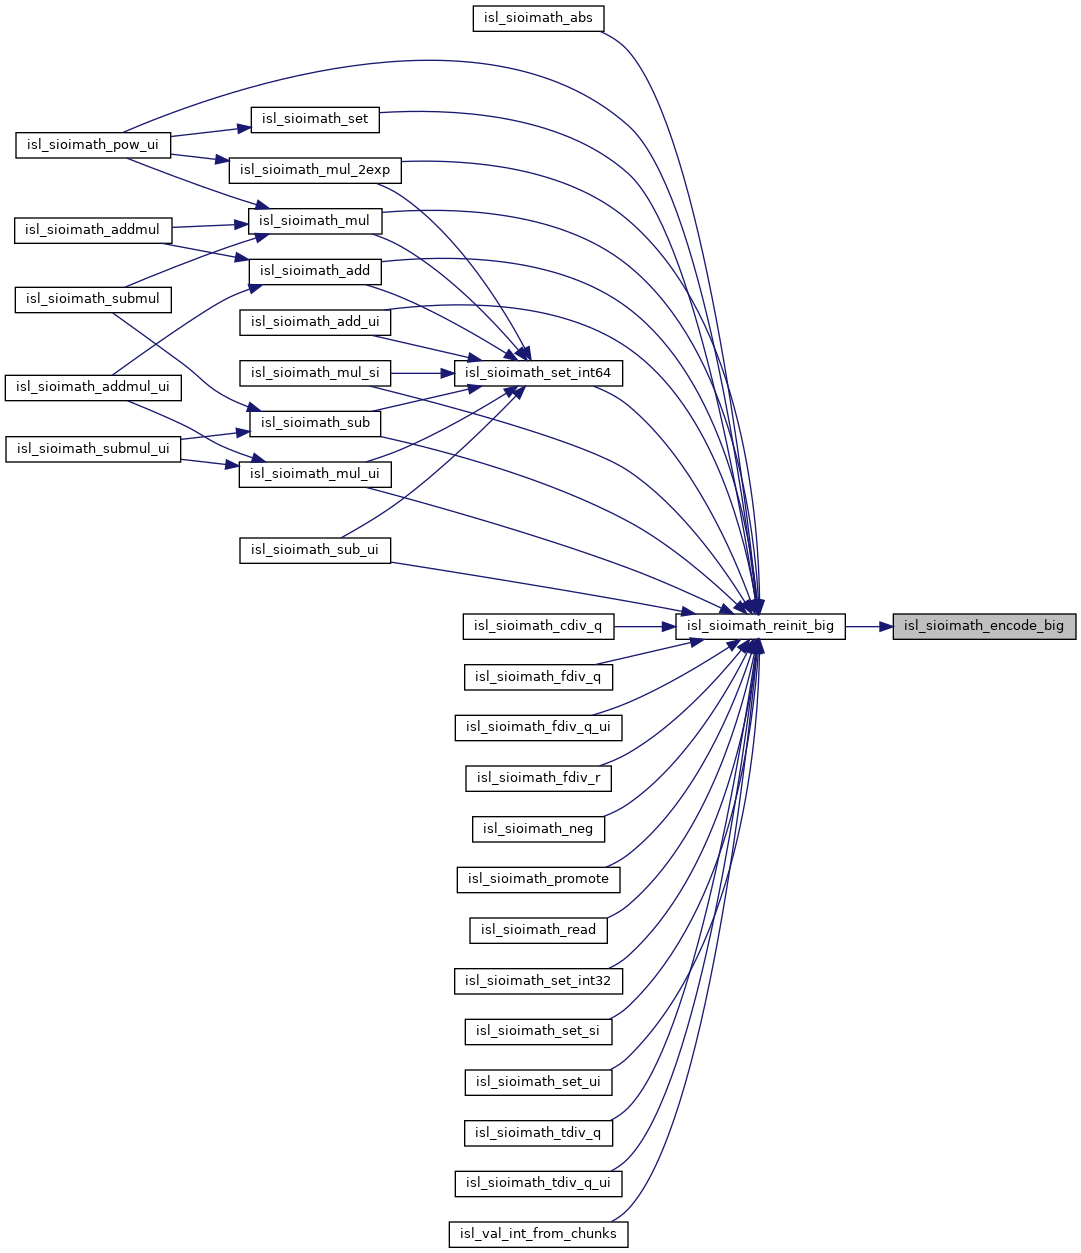 isl_sioimath_abs
isl_sioimath_set
isl_sioimath_pow_ui
isl_sioimath_mul_2exp
isl_sioimath_mul
isl_sioimath_addmul
isl_sioimath_add
isl_sioimath_submul
isl_sioimath_add_ui
isl_sioimath_mul_si
isl_sioimath_set_int64
isl_sioimath_addmul_ui
isl_sioimath_sub
isl_sioimath_submul_ui
isl_sioimath_mul_ui
isl_sioimath_sub_ui
isl_sioimath_cdiv_q
isl_sioimath_reinit_big
isl_sioimath_encode_big
isl_sioimath_fdiv_q
isl_sioimath_fdiv_q_ui
isl_sioimath_fdiv_r
isl_sioimath_neg
isl_sioimath_promote
isl_sioimath_read
isl_sioimath_set_int32
isl_sioimath_set_si
isl_sioimath_set_ui
isl_sioimath_tdiv_q
isl_sioimath_tdiv_q_ui
isl_val_int_from_chunks